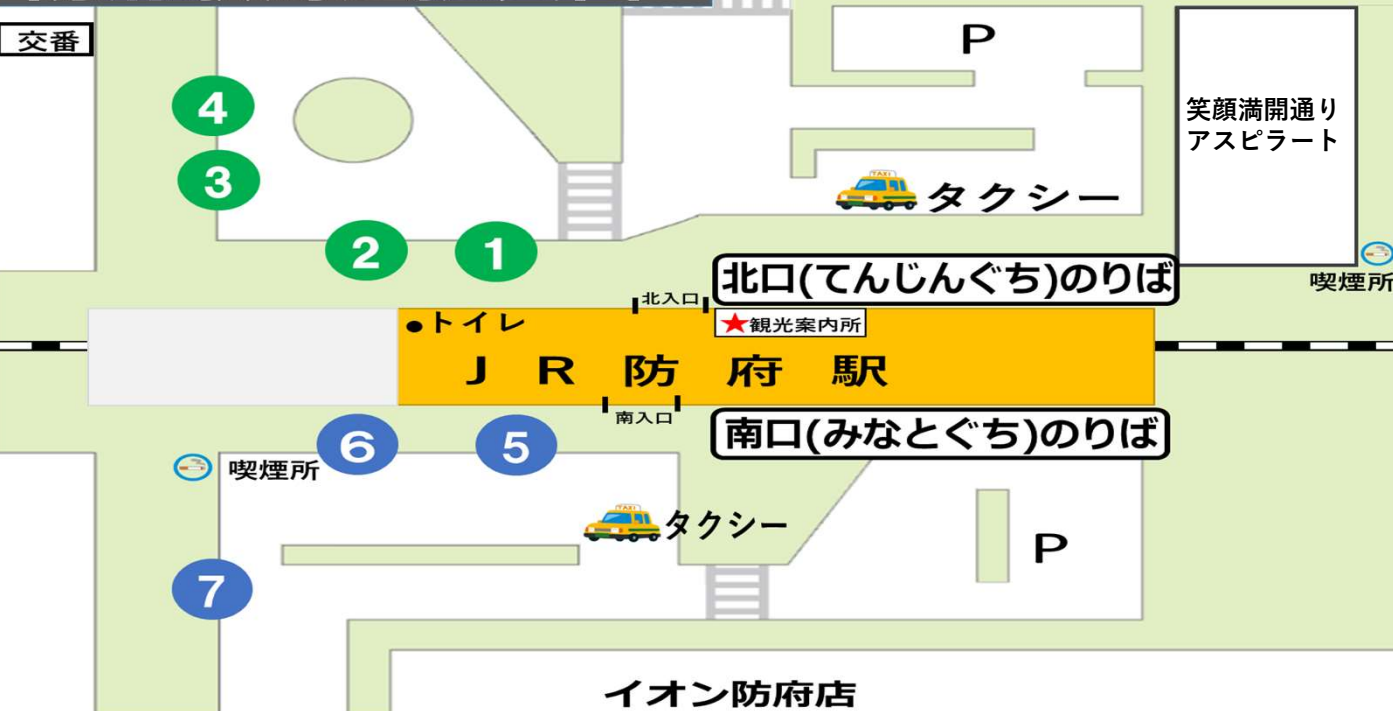 交番
P
4
笑顔満開通り
アスピラート
3
タクシー
2
1
北口(てんじんぐち)のりば
喫煙所
北入口
●トイレ
★観光案内所
JR防府駅
南入口
南口(みなとぐち)のりば
6
5
喫煙所
タクシー
P
7
イオン防府店
TAXI
TAXI